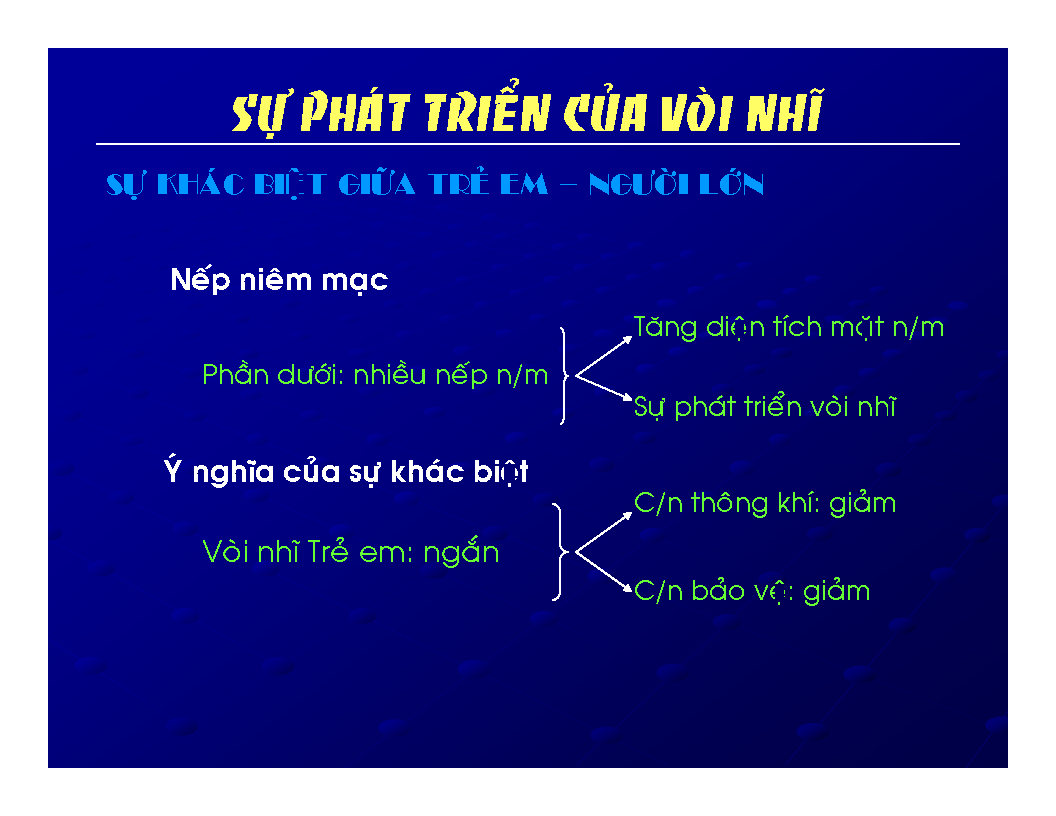 SỰ PHÁT TRIỂN CỦA VÒI NHĨ
SỰ KHÁC BIỆT GIỮA TRẺ EM – NGƯỜI LỚN
Nếp niêm mạc
Tăng diện tích mặt n/m
Phần dưới: nhiều nếp n/m
Sự phát triển vòi nhĩ
Ý nghĩa của sự khác biệt
C/n thông khí: giảm
Vòi nhĩ Trẻ em: ngắn
C/n bảo vệ: giảm